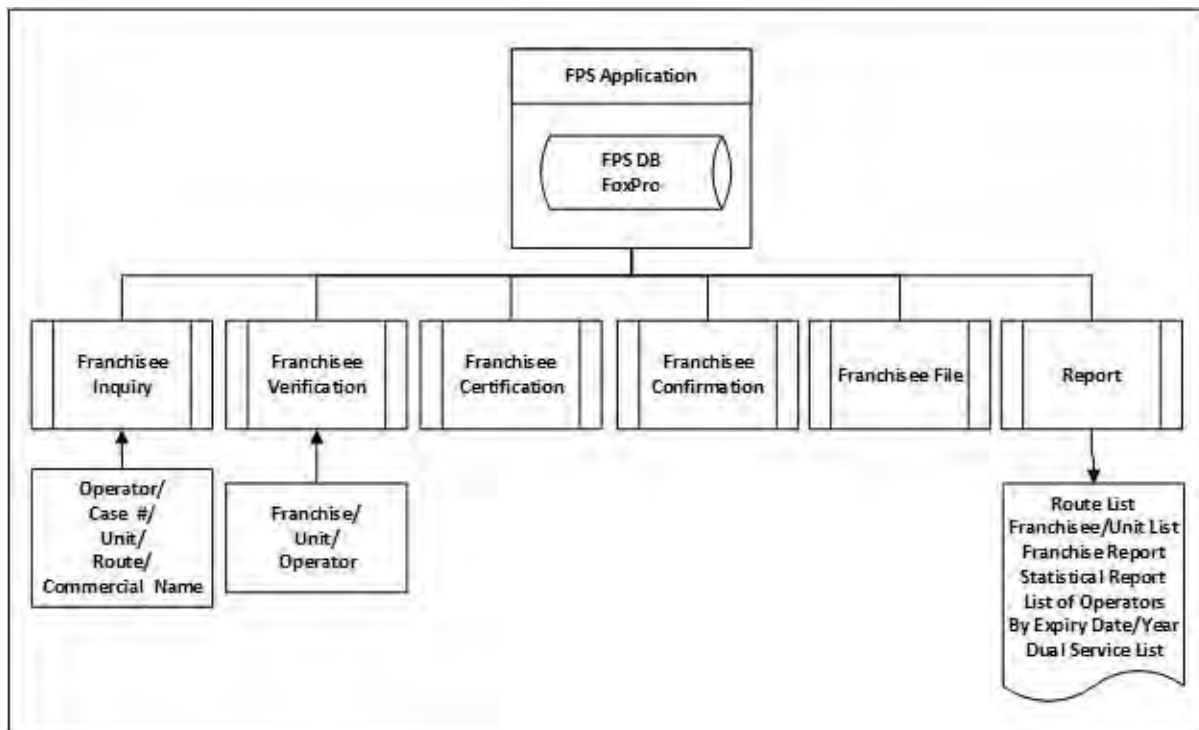 FPS Application
FPS DB
FoxPro
Franchisee
Inquiry
Franchisee
Verification
Franchisee
Certification
Franchisee
Confirmation
Franchisee File
Report
Operator/
Case #/
Unit/
Route/
Commercial Name
Franchise/
Unit/
Operator
Route List
Franchisee/Unit List
Franchise Report
Statistical Report
List of Operators
By Expiry Date/Year
Dual Service List